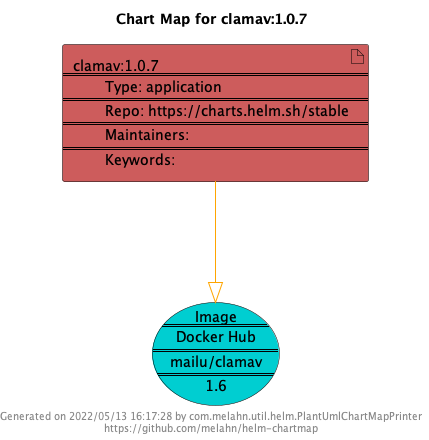 Chart Map for clamav:1.0.7
clamav:1.0.7
Type: application
Repo: https://charts.helm.sh/stable
Maintainers:
Keywords:
Image
Docker Hub
mailu/clamav
1.6
Generated on 2022/05/13 16:17:28 by com.melahn.util.helm.PlantUmlChartMapPrinter
https://github.com/melahn/helm-chartmap